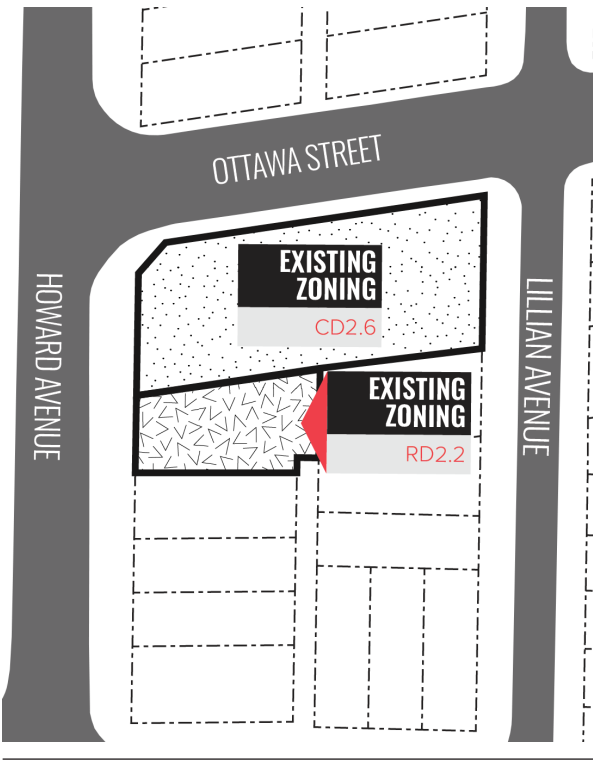 OTTAWA STREET
EXISTING
ZONING
CD2.6
HOWARD AVENUE
LILLIAN AVENUE
EXISTING
ZONING
RD2.2